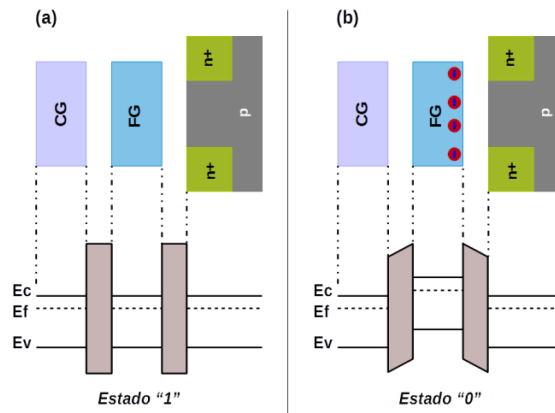 (a)
CG
FG
n+
n+
p
Ec
Ef
Ev
Estado “1”
(b)
CG
FG
n+
n+
p
Ec
Ef
Ev
Estado “0”